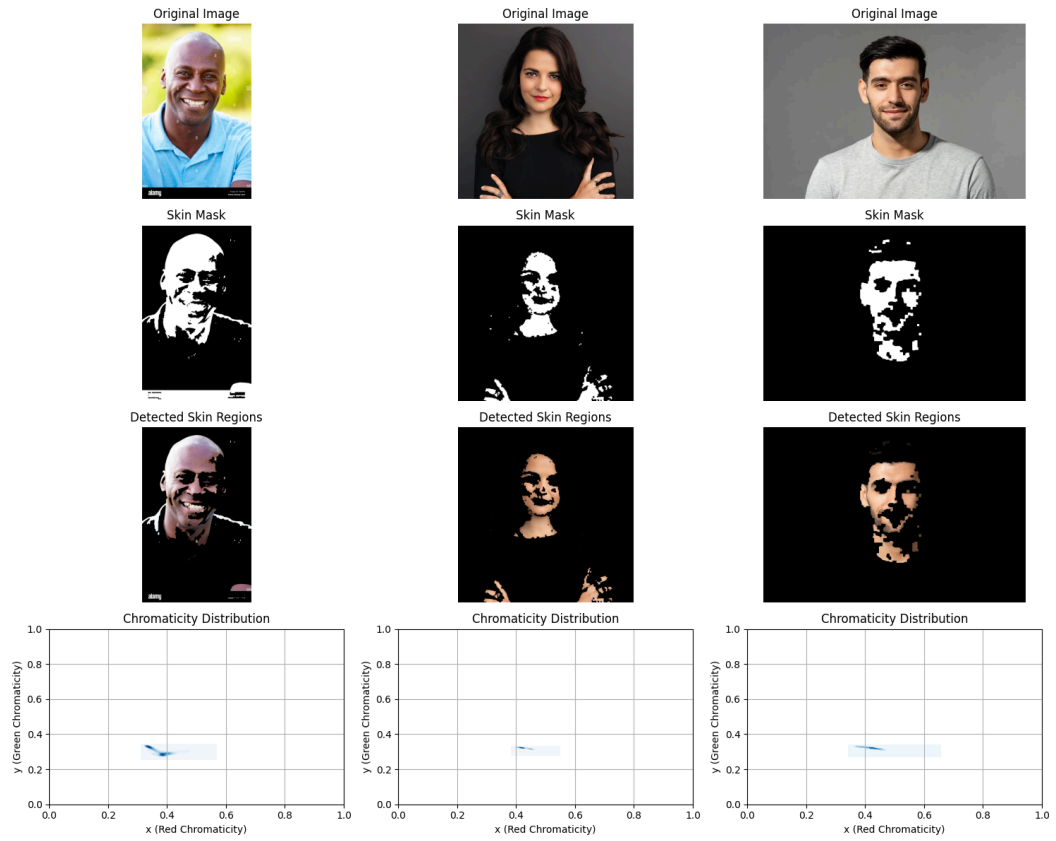 Original Image
Original Image
Original Image
alamy
Skin Mask
Skin Mask
Skin Mask
Detected Skin Regions
Detected Skin Regions
Detected Skin Regions
alamy
Chromaticity Distribution
Chromaticity Distribution
Chromaticity Distribution
y (Green Chromaticity)
1.0
0.8
0.6
0.4
0.2
0.0
0.0 0.2 0.4 0.6 0.8 1.0
x (Red Chromaticity)
y (Green Chromaticity)
1.0
0.8
0.6
0.4
0.2
0.0
0.0 0.2 0.4 0.6 0.8 1.0
x (Red Chromaticity)
y (Green Chromaticity)
1.0
0.8
0.6
0.4
0.2
0.0
0.0 0.2 0.4 0.6 0.8 1.0
x (Red Chromaticity)